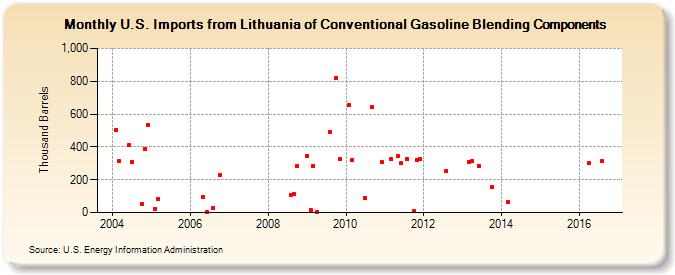 Monthly U.S. Imports from Lithuania of Conventional Gasoline Blending Components
Thousand Barrels
1,000
800
600
400
200
0
2004 2006 2008 2010 2012 2014 2016
Source: U.S. Energy Information Administration